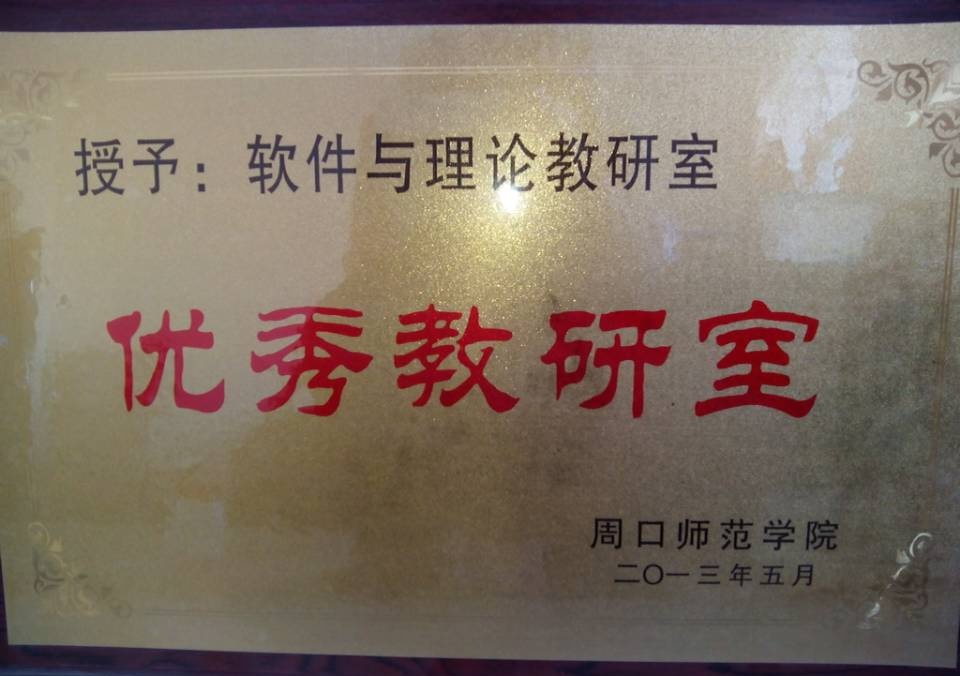 授予：软件与理论教研室
优秀教研室
周口师范学院
二〇一三年五月